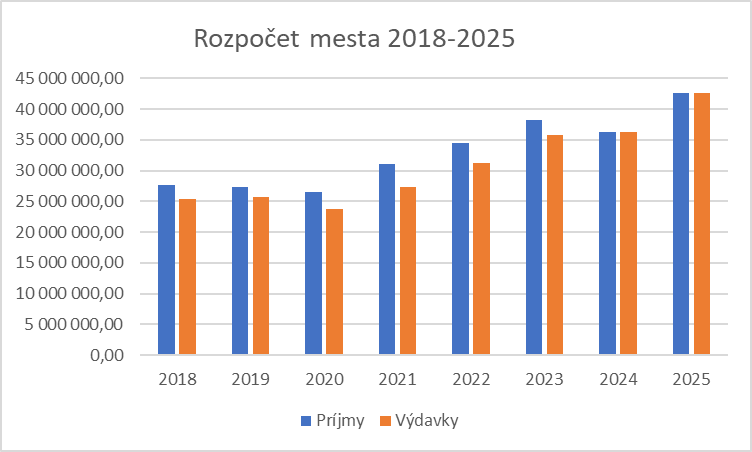 Rozpočet mesta 2018-2025
45 000 000,00
40 000 000,00
35 000 000,00
30 000 000,00
25 000 000,00
20 000 000,00
15 000 000,00
10 000 000,00
5 000 000,00
0,00
2018 2019 2020 2021 2022 2023 2024 2025
Príjmy Výdavky